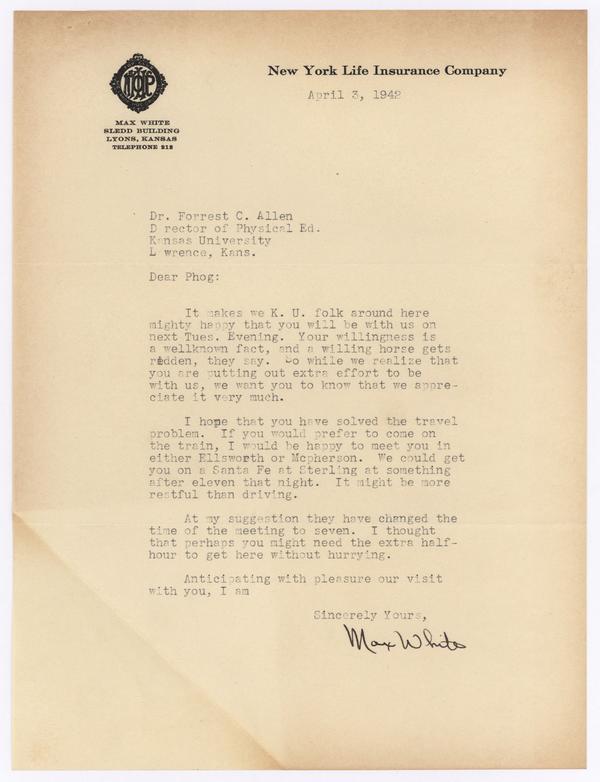 New York Life Insurance Company
April 3, 1942
MAX WHITE
SLEDD BUILDING
LYONS, KANSAS
TELEPHONE 212
Dr. Forrest C. Allen
D rector of Physical Ed.
Kansas University
L wrence, Kans.
Dear Phog:
It makes we K. U. folk around here
mighty happy that you will be with us on
next Tues. Evening. Your willingness is
a wellknown fact, and a willing horse gets
ridden, they say. So while we realize that
you are putting out extra effort to be
with us, we want you to know that we appre-
ciate it very much.
I hope that you have solved the travel
problem. If you would prefer to come on
the train, I would be happy to meet you in
either Ellsworth or Mcpherson. We could get
you on a Santa Fe at Sterling at something
after eleven that night. It might be more
restful than driving.
At my suggestion they have changed the
time of the meeting to seven. I thought
that perhaps you might need the extra half-
hour to get here without hurrying.
Anticipating with pleasure our visit
with you, I am
Sincerely Yours,
Max White